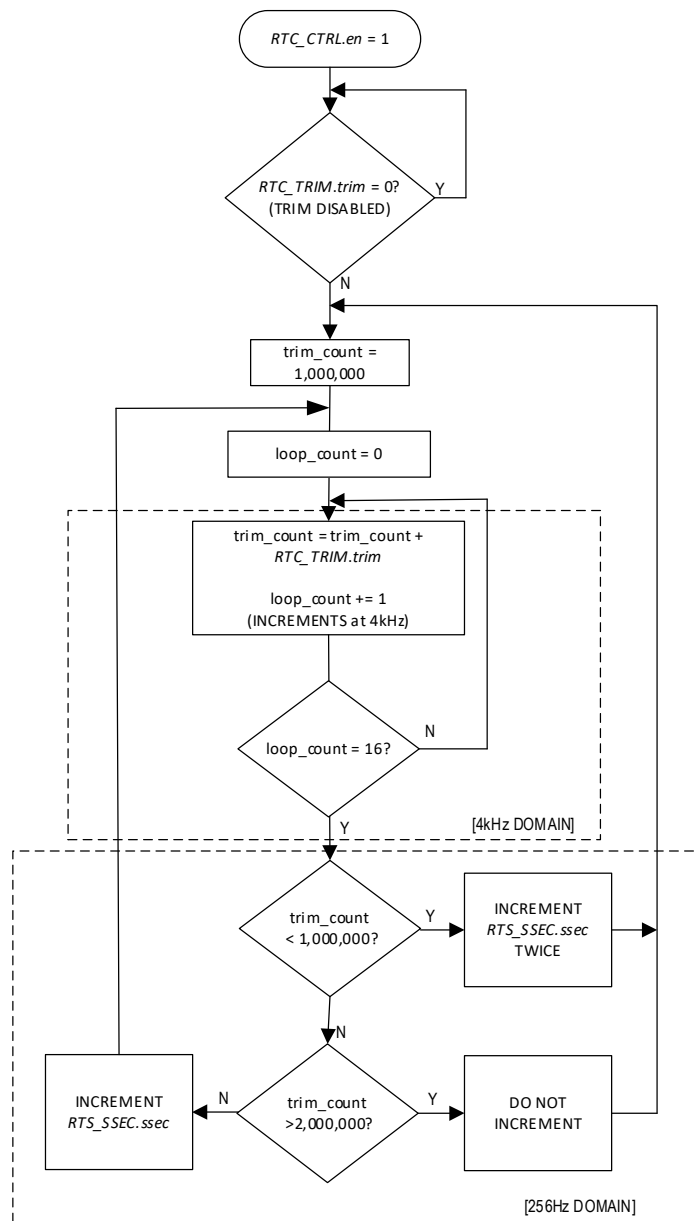 RTC_CTRL.en = 1
RTC_TRIM.trim = 0?
(TRIM DISABLED)
Y
N
trim_count =
1,000,000
loop_count = 0
trim_count = trim_count +
RTC_TRIM.trim
loop_count += 1
(INCREMENTS at 4kHz)
N
loop_count = 16?
[4kHz DOMAIN]
Y
trim_count
< 1,000,000?
Y
INCREMENT
RTS_SSEC.ssec
TWICE
N
INCREMENT
RTS_SSEC.ssec
N
trim_count
>2,000,000?
Y
DO NOT
INCREMENT
[256Hz DOMAIN]